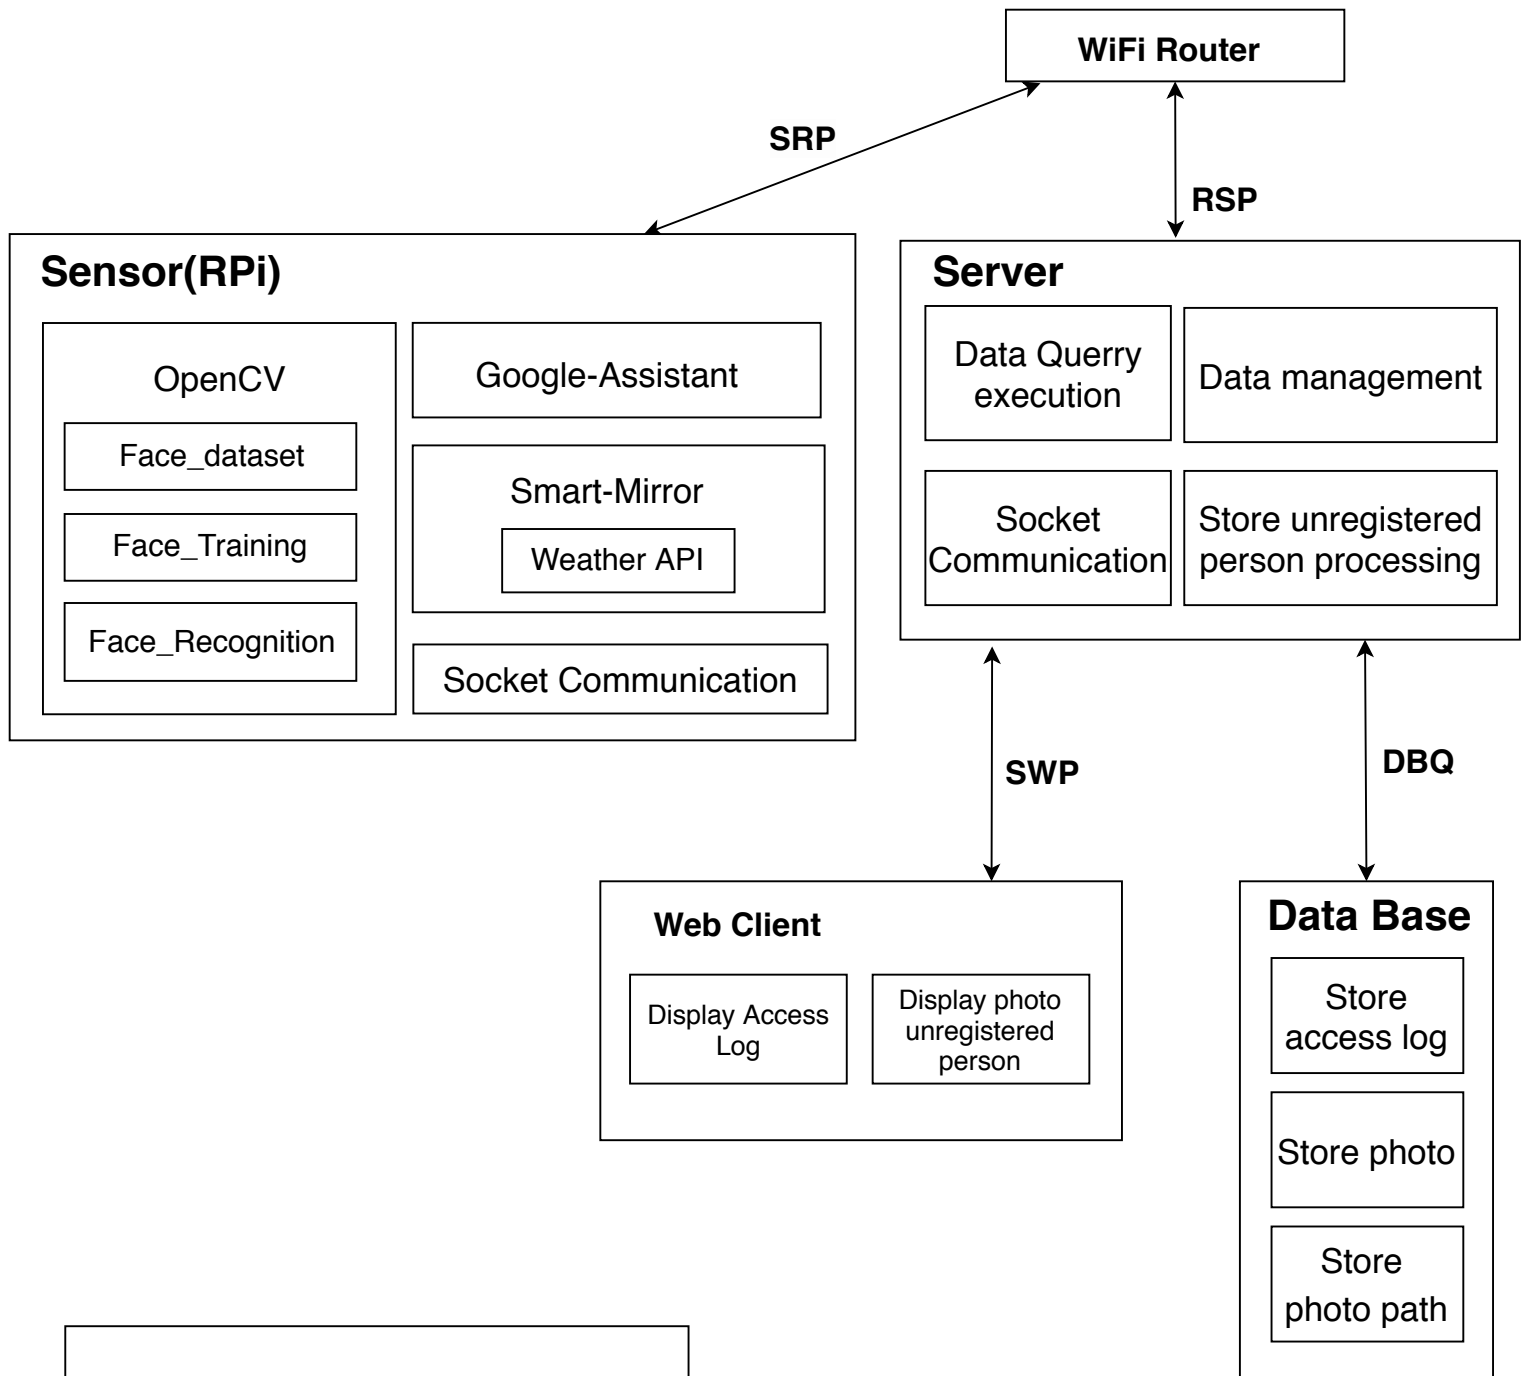 WiFi Router
SRP
RSP
Sensor(RPi)
OpenCV
Face_dataset
Face_Training
Face_Recognition
Google-Assistant
Smart-Mirror
Weather API
Socket Communication
Server
Data Querry
execution
Data management
Socket
Communication
Store unregistered
person processing
SWP
DBQ
Web Client
Display Access
Log
Display photo
unregistered
person
Data Base
Store
access log
Store photo
Store
photo path